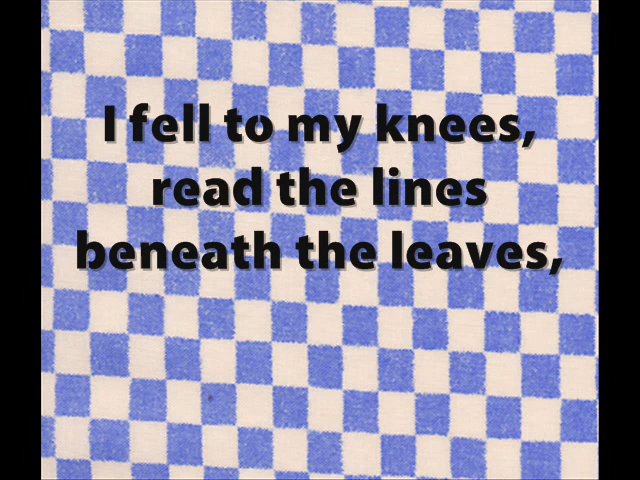 I fell to my knees,
read the lines
beneath the leaves,